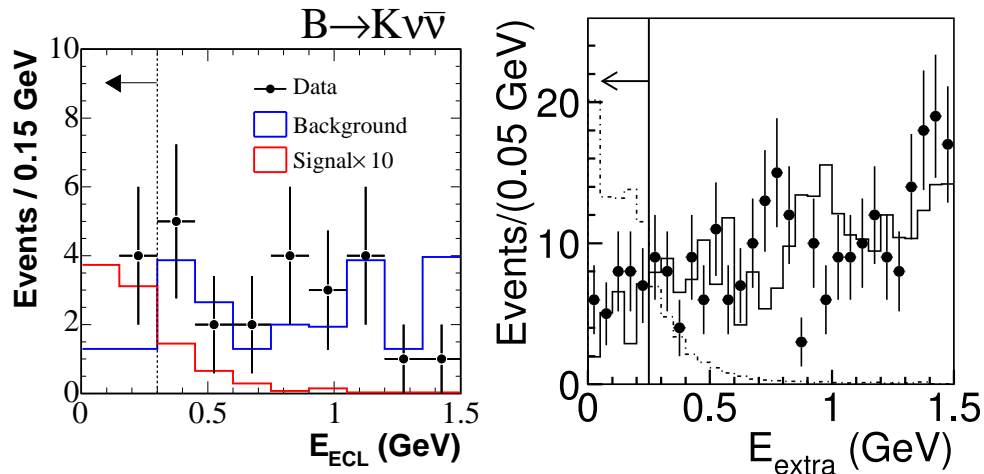 B→Kνν̄
Events / 0.15 GeV
10
8
6
4
2
0
Data
Background
Signal× 10
0
0.5
1
1.5
E_ECL (GeV)
Events/(0.05 GeV)
20
10
0
0
0.5
1
1.5
E_extra (GeV)